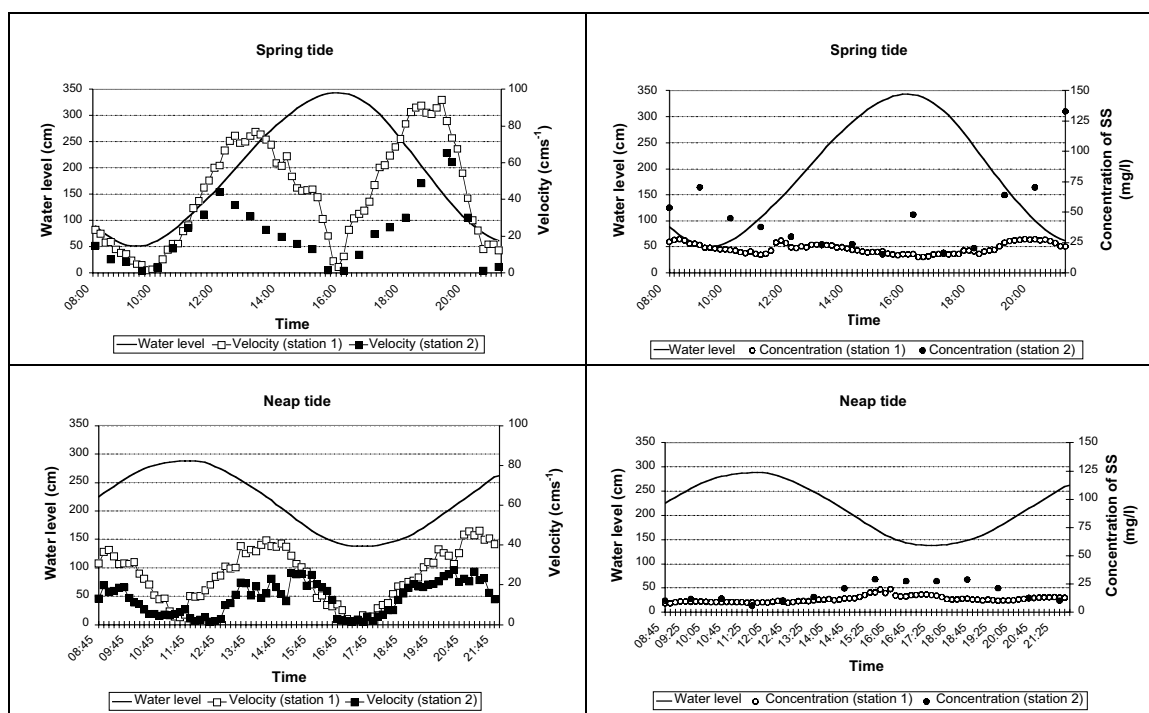 Spring tide
Water level (cm)
350
300
250
200
150
100
50
0
100
80
60
40
20
0
Velocity (cms-1)
08:00 10:00 12:00 14:00 16:00 18:00 20:00
Time
Water level Velocity (station 1) Velocity (station 2)
Spring tide
Water level (cm)
350
300
250
200
150
100
50
0
150
125
100
75
50
25
0
Concentration of SS
(mg/l)
08:00 10:00 12:00 14:00 16:00 18:00 20:00
Time
Water level Concentration (station 1) Concentration (station 2)
Neap tide
Water level (cm)
350
300
250
200
150
100
50
0
100
80
60
40
20
0
Velocity (cms-1)
08:45 09:45 10:45 11:45 12:45 13:45 14:45 15:45 16:45 17:45 18:45 19:45 20:45 21:45
Time
Water level Velocity (station 1) Velocity (station 2)
Neap tide
Water level (cm)
350
300
250
200
150
100
50
0
150
125
100
75
50
25
0
Concentration of SS
(mg/l)
08:45 09:25 10:05 10:45 11:25 12:05 12:45 13:25 14:05 14:45 15:25 16:05 16:45 17:25 18:05 18:45 19:25 20:05 20:45 21:25
Time
Water level Concentration (station 1) Concentration (station 2)